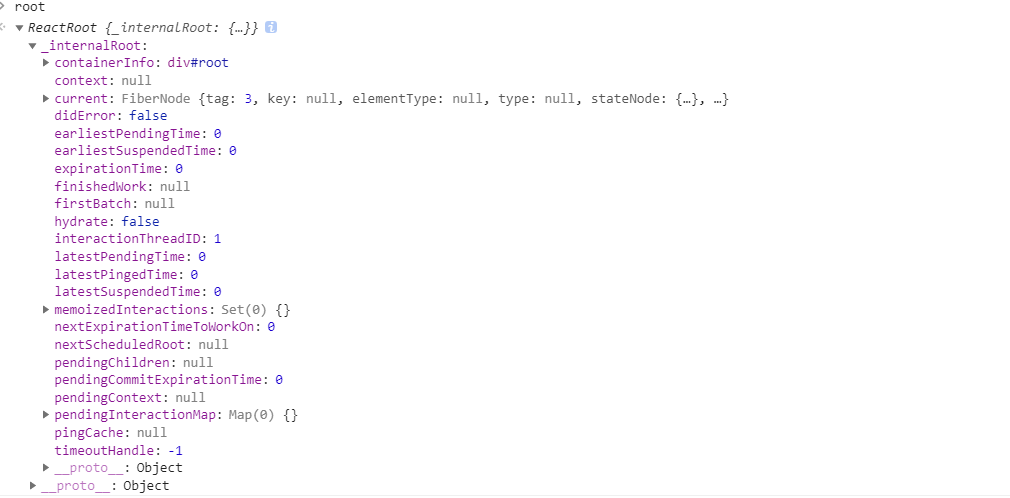 root
ReactRoot {_internalRoot: {…}} i
_internalRoot:
containerInfo: div#root
context: null
current: FiberNode {tag: 3, key: null, elementType: null, type: null, stateNode: {…}, …}
didError: false
earliestPendingTime: 0
earliestSuspendedTime: 0
expirationTime: 0
finishedWork: null
firstBatch: null
hydrate: false
interactionThreadID: 1
latestPendingTime: 0
latestPingedTime: 0
latestSuspendedTime: 0
memoizedInteractions: Set(0) {}
nextExpirationTimeToWorkOn: 0
nextScheduledRoot: null
pendingChildren: null
pendingCommitExpirationTime: 0
pendingContext: null
pendingInteractionMap: Map(0) {}
pingCache: null
timeoutHandle: -1
__proto__: Object
__proto__: Object